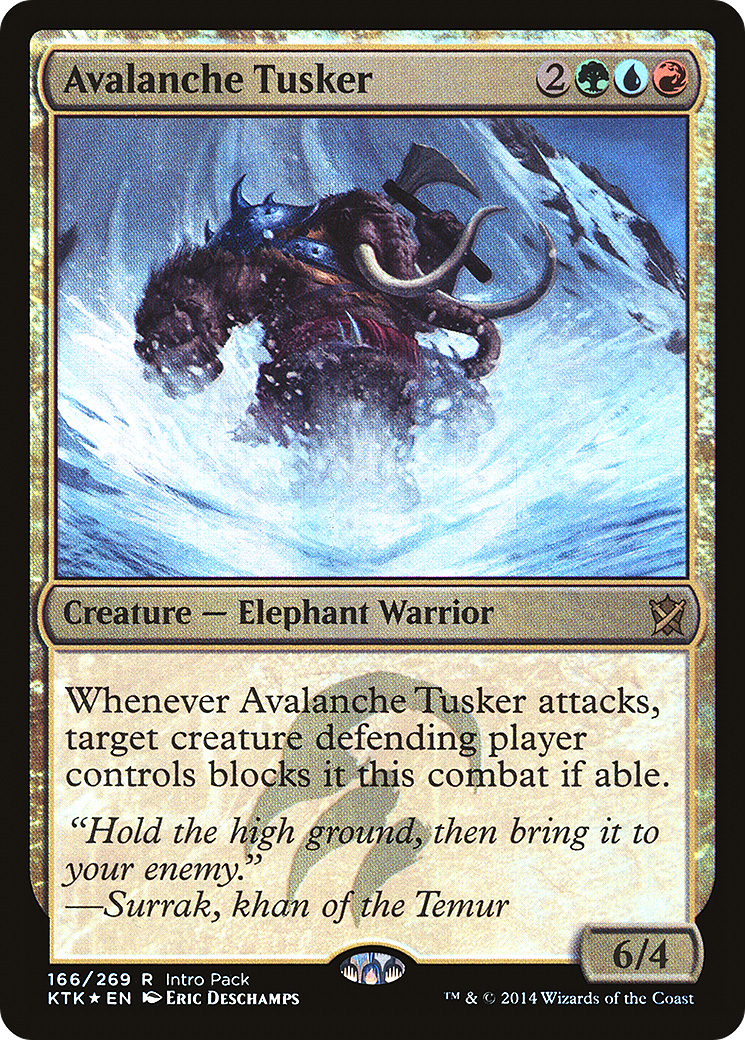 Avalanche Tusker 2
Creature — Elephant Warrior
Whenever Avalanche Tusker attacks,
target creature defending player
controls blocks it this combat if able.
“Hold the high ground, then bring it to
your enemy.”
—Surrak, khan of the Temur
6/4
166/269 R Intro Pack
KTK★EN Eric Deschamps ™ & © 2014 Wizards of the Coast